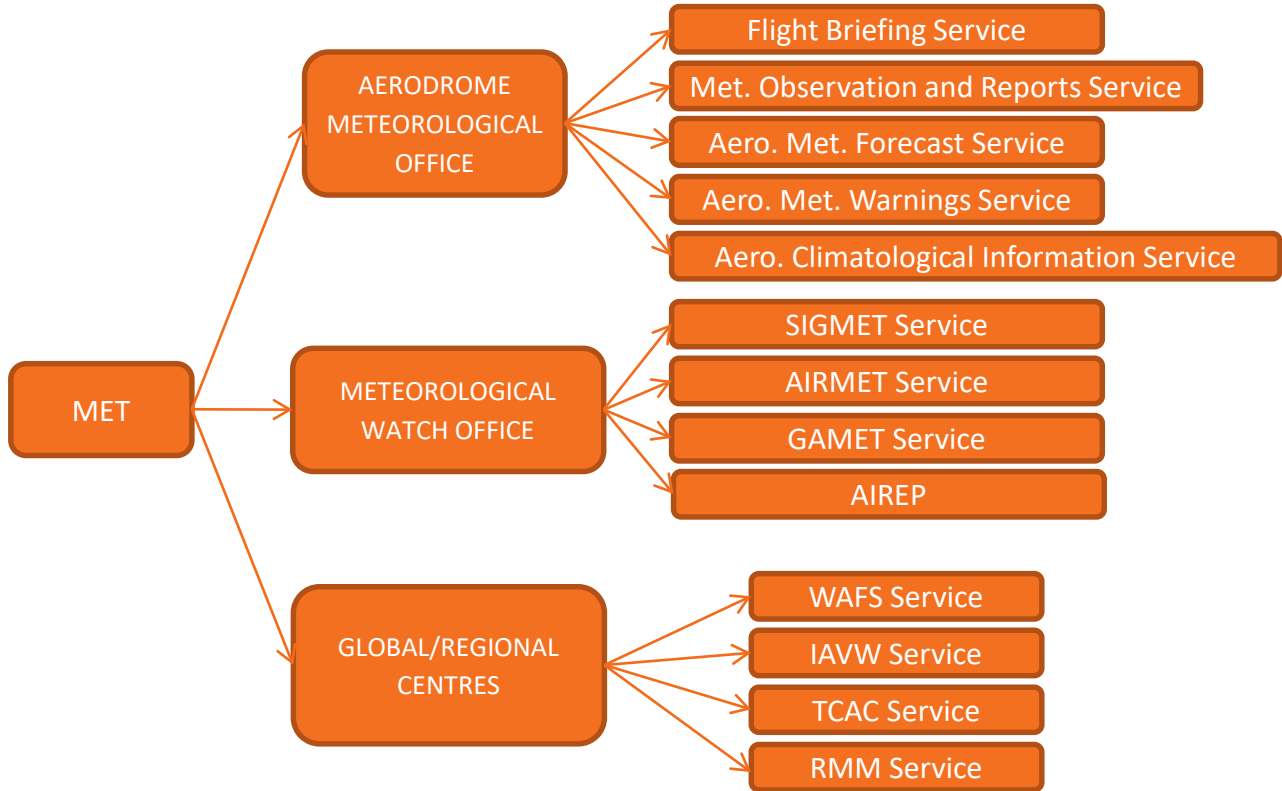 MET
AERODROME
METEOROLOGICAL
OFFICE
Flight Briefing Service
Met. Observation and Reports Service
Aero. Met. Forecast Service
Aero. Met. Warnings Service
Aero. Climatological Information Service
METEOROLOGICAL
WATCH OFFICE
SIGMET Service
AIRMET Service
GAMET Service
AIREP
GLOBAL/REGIONAL
CENTRES
WAFS Service
IAVW Service
TCAC Service
RMM Service